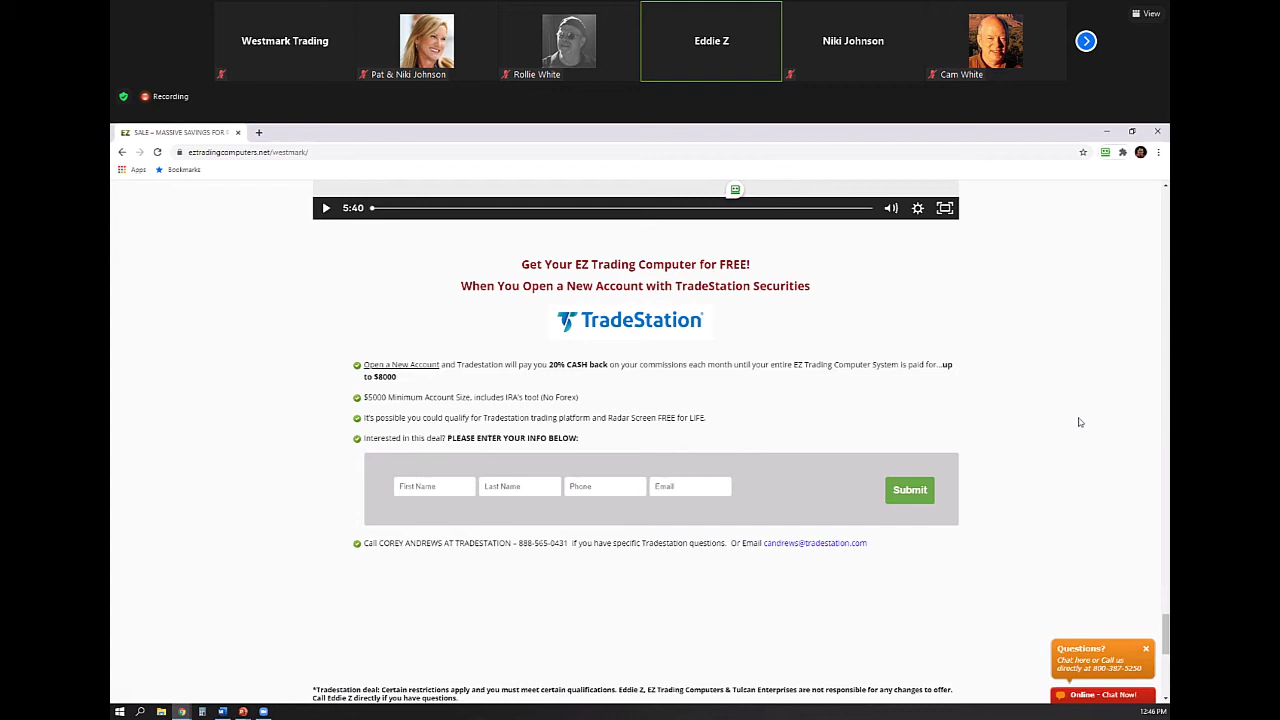 View
Westmark Trading
Pat & Niki Johnson
Rollie White
Eddie Z
Niki Johnson
Cam White
Recording
EZ SALE – MASSIVE SAVINGS FOR
eztradingcomputers.net/westmark/
Apps Bookmarks
5:40
Get Your EZ Trading Computer for FREE!
When You Open a New Account with TradeStation Securities
TradeStation
Open a New Account and Tradestation will pay you 20% CASH back on your commissions each month until your entire EZ Trading Computer System is paid for...up
to $8000
$5000 Minimum Account Size, includes IRA's too! (No Forex)
It's possible you could qualify for Tradestation trading platform and Radar Screen FREE for LIFE.
Interested in this deal? PLEASE ENTER YOUR INFO BELOW:
First Name Last Name Phone Email Submit
Call COREY ANDREWS AT TRADESTATION – 888-565-0431 if you have specific Tradestation questions. Or Email candrews@tradestation.com
Questions?
Chat here or Call us
directly at 800-387-5250
Online - Chat Now!
*Tradestation deal: Certain restrictions apply and you must meet certain qualifications. Eddie Z, EZ Trading Computers & Tulcan Enterprises are not responsible for any changes to offer.
Call Eddie Z directly if you have questions.
12:46 PM